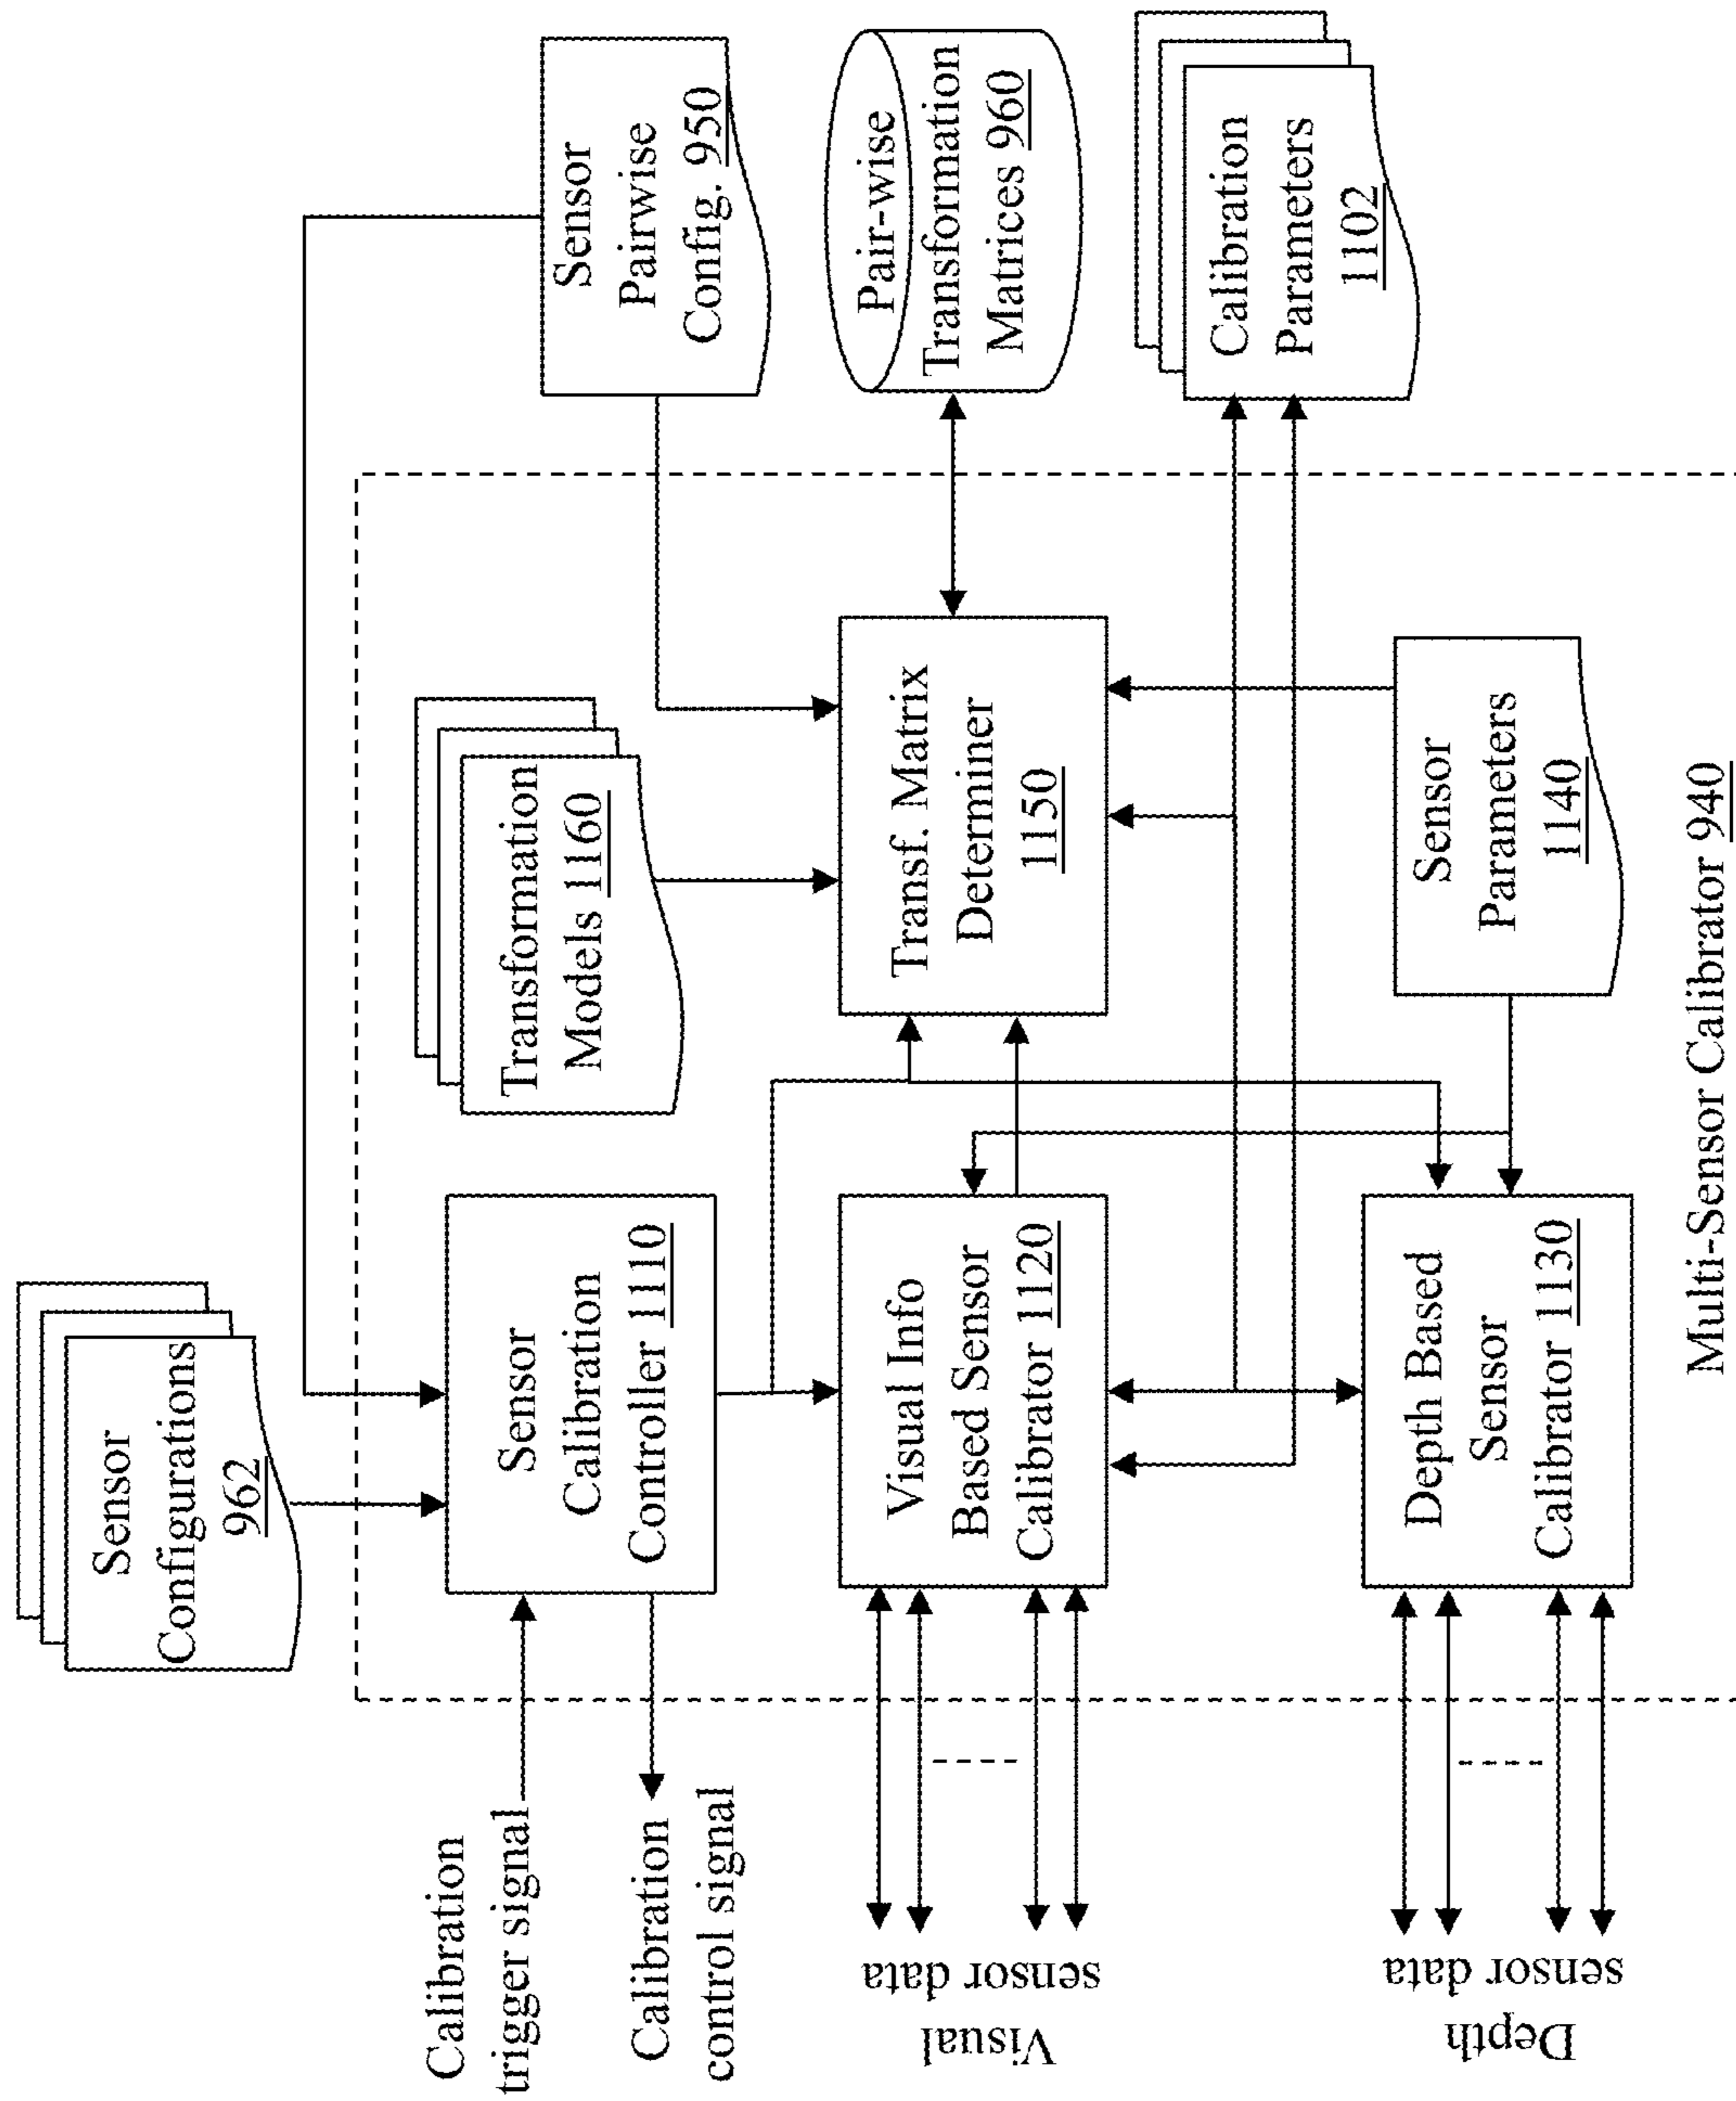 Sensor
Configurations
962
Calibration
trigger signal
Calibration
control signal
Sensor
Calibration
Controller 1110
Transformation
Models 1160
Sensor
Pairwise
Config. 950
Visual
sensor data
Visual Info
Based Sensor
Calibrator 1120
Transf. Matrix
Determiner
1150
Pair-wise
Transformation
Matrices 960
Calibration
Parameters
1102
Depth
sensor data
Depth Based
Sensor
Calibrator 1130
Sensor
Parameters
1140
Multi-Sensor Calibrator 940